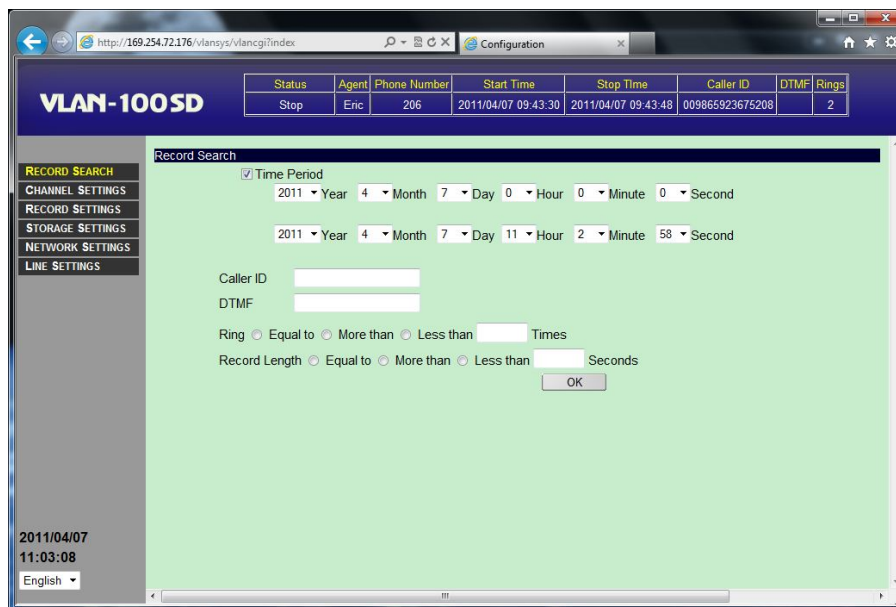 http://169.254.72.176/vlansys/vlancgi?index
Configuration
VLAN-100SD
Status Agent Phone Number Start Time Stop TIme Caller ID DTMF Rings
Stop Eric 206 2011/04/07 09:43:30 2011/04/07 09:43:48 009865923675208 2
RECORD SEARCH
CHANNEL SETTINGS
RECORD SETTINGS
STORAGE SETTINGS
NETWORK SETTINGS
LINE SETTINGS
Record Search
Time Period
2011 Year 4 Month 7 Day 0 Hour 0 Minute 0 Second
2011 Year 4 Month 7 Day 11 Hour 2 Minute 58 Second
Caller ID
DTMF
Ring Equal to More than Less than Times
Record Length Equal to More than Less than Seconds
OK
2011/04/07
11:03:08
English